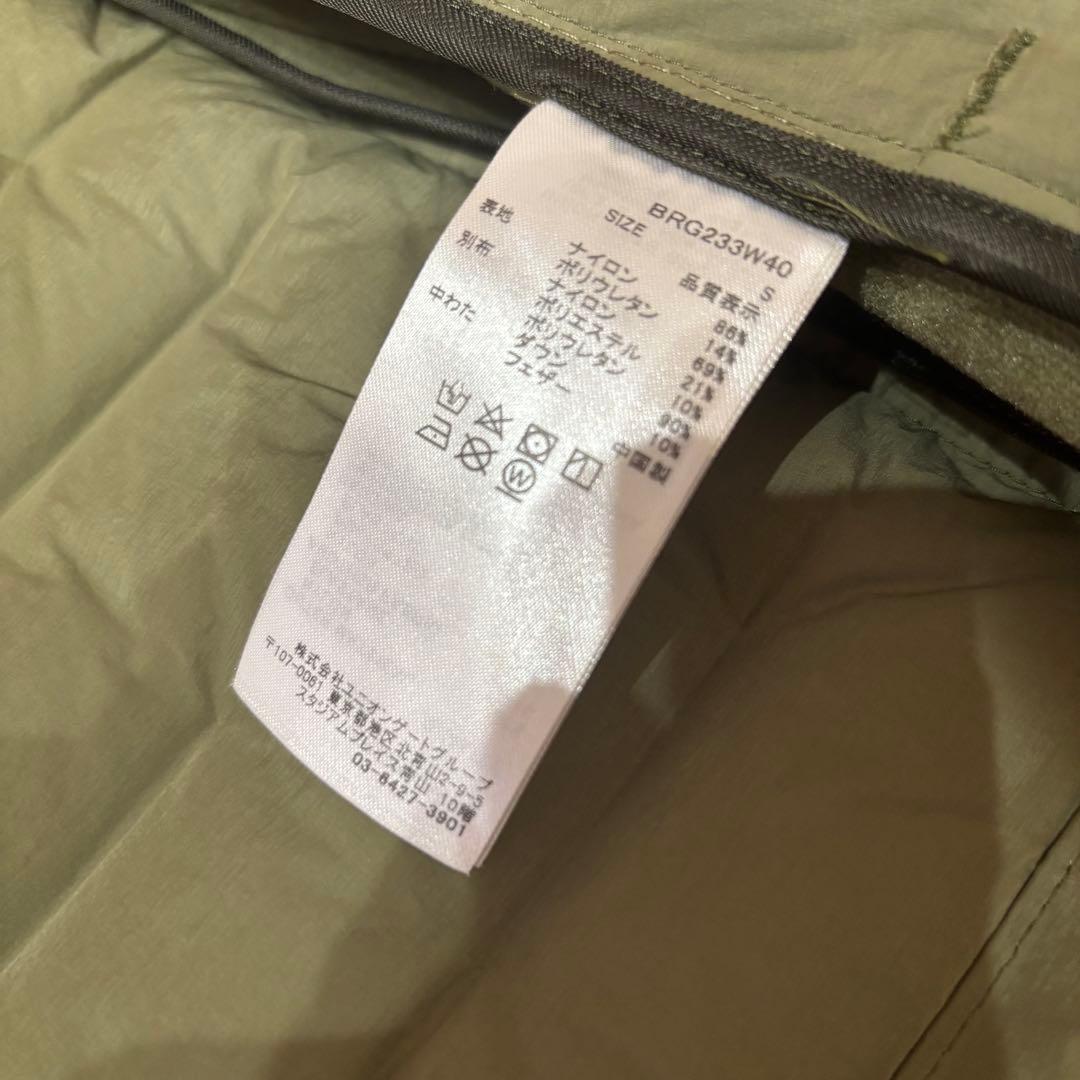 BRG233W40
SIZE S
品質表示
表地 ナイロン 86%
ポリウレタン 14%
別布 ナイロン 69%
ポリエステル 21%
ポリウレタン 10%
中わた ダウン 90%
フェザー 10%
中国製
W
株式会社ユニオンゲートグループ
〒107-0061 東京都港区北青山2-9-5
スタジアムプレイス青山 10階
03-6427-3901